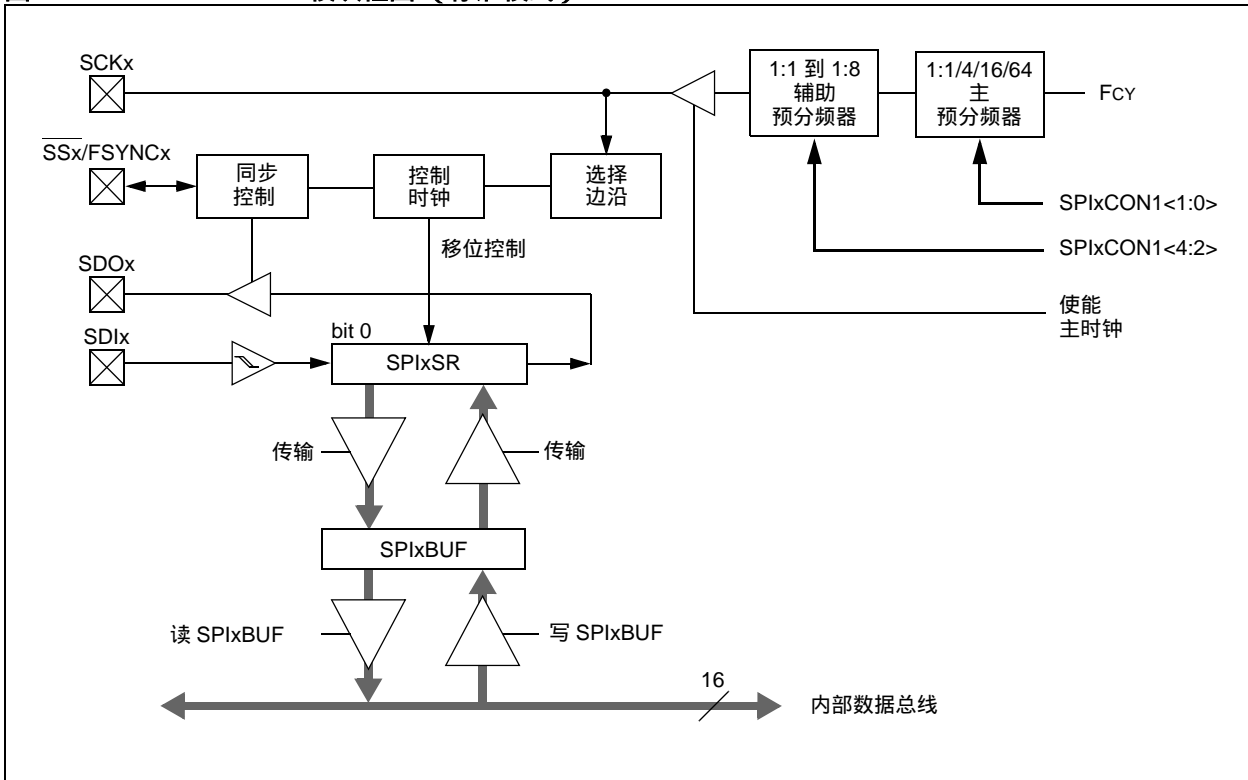 SCKx
1:1 到 1:8
辅助
预分频器
1:1/4/16/64
主
预分频器
FCY
SSx/FSYNCx
同步
控制
控制
时钟
选择
边沿
SPIxCON1<1:0>
移位控制
SPIxCON1<4:2>
SDOx
使能
主时钟
SDIx
bit 0
SPIxSR
传输
传输
SPIxBUF
读 SPIxBUF
写 SPIxBUF
16
内部数据总线